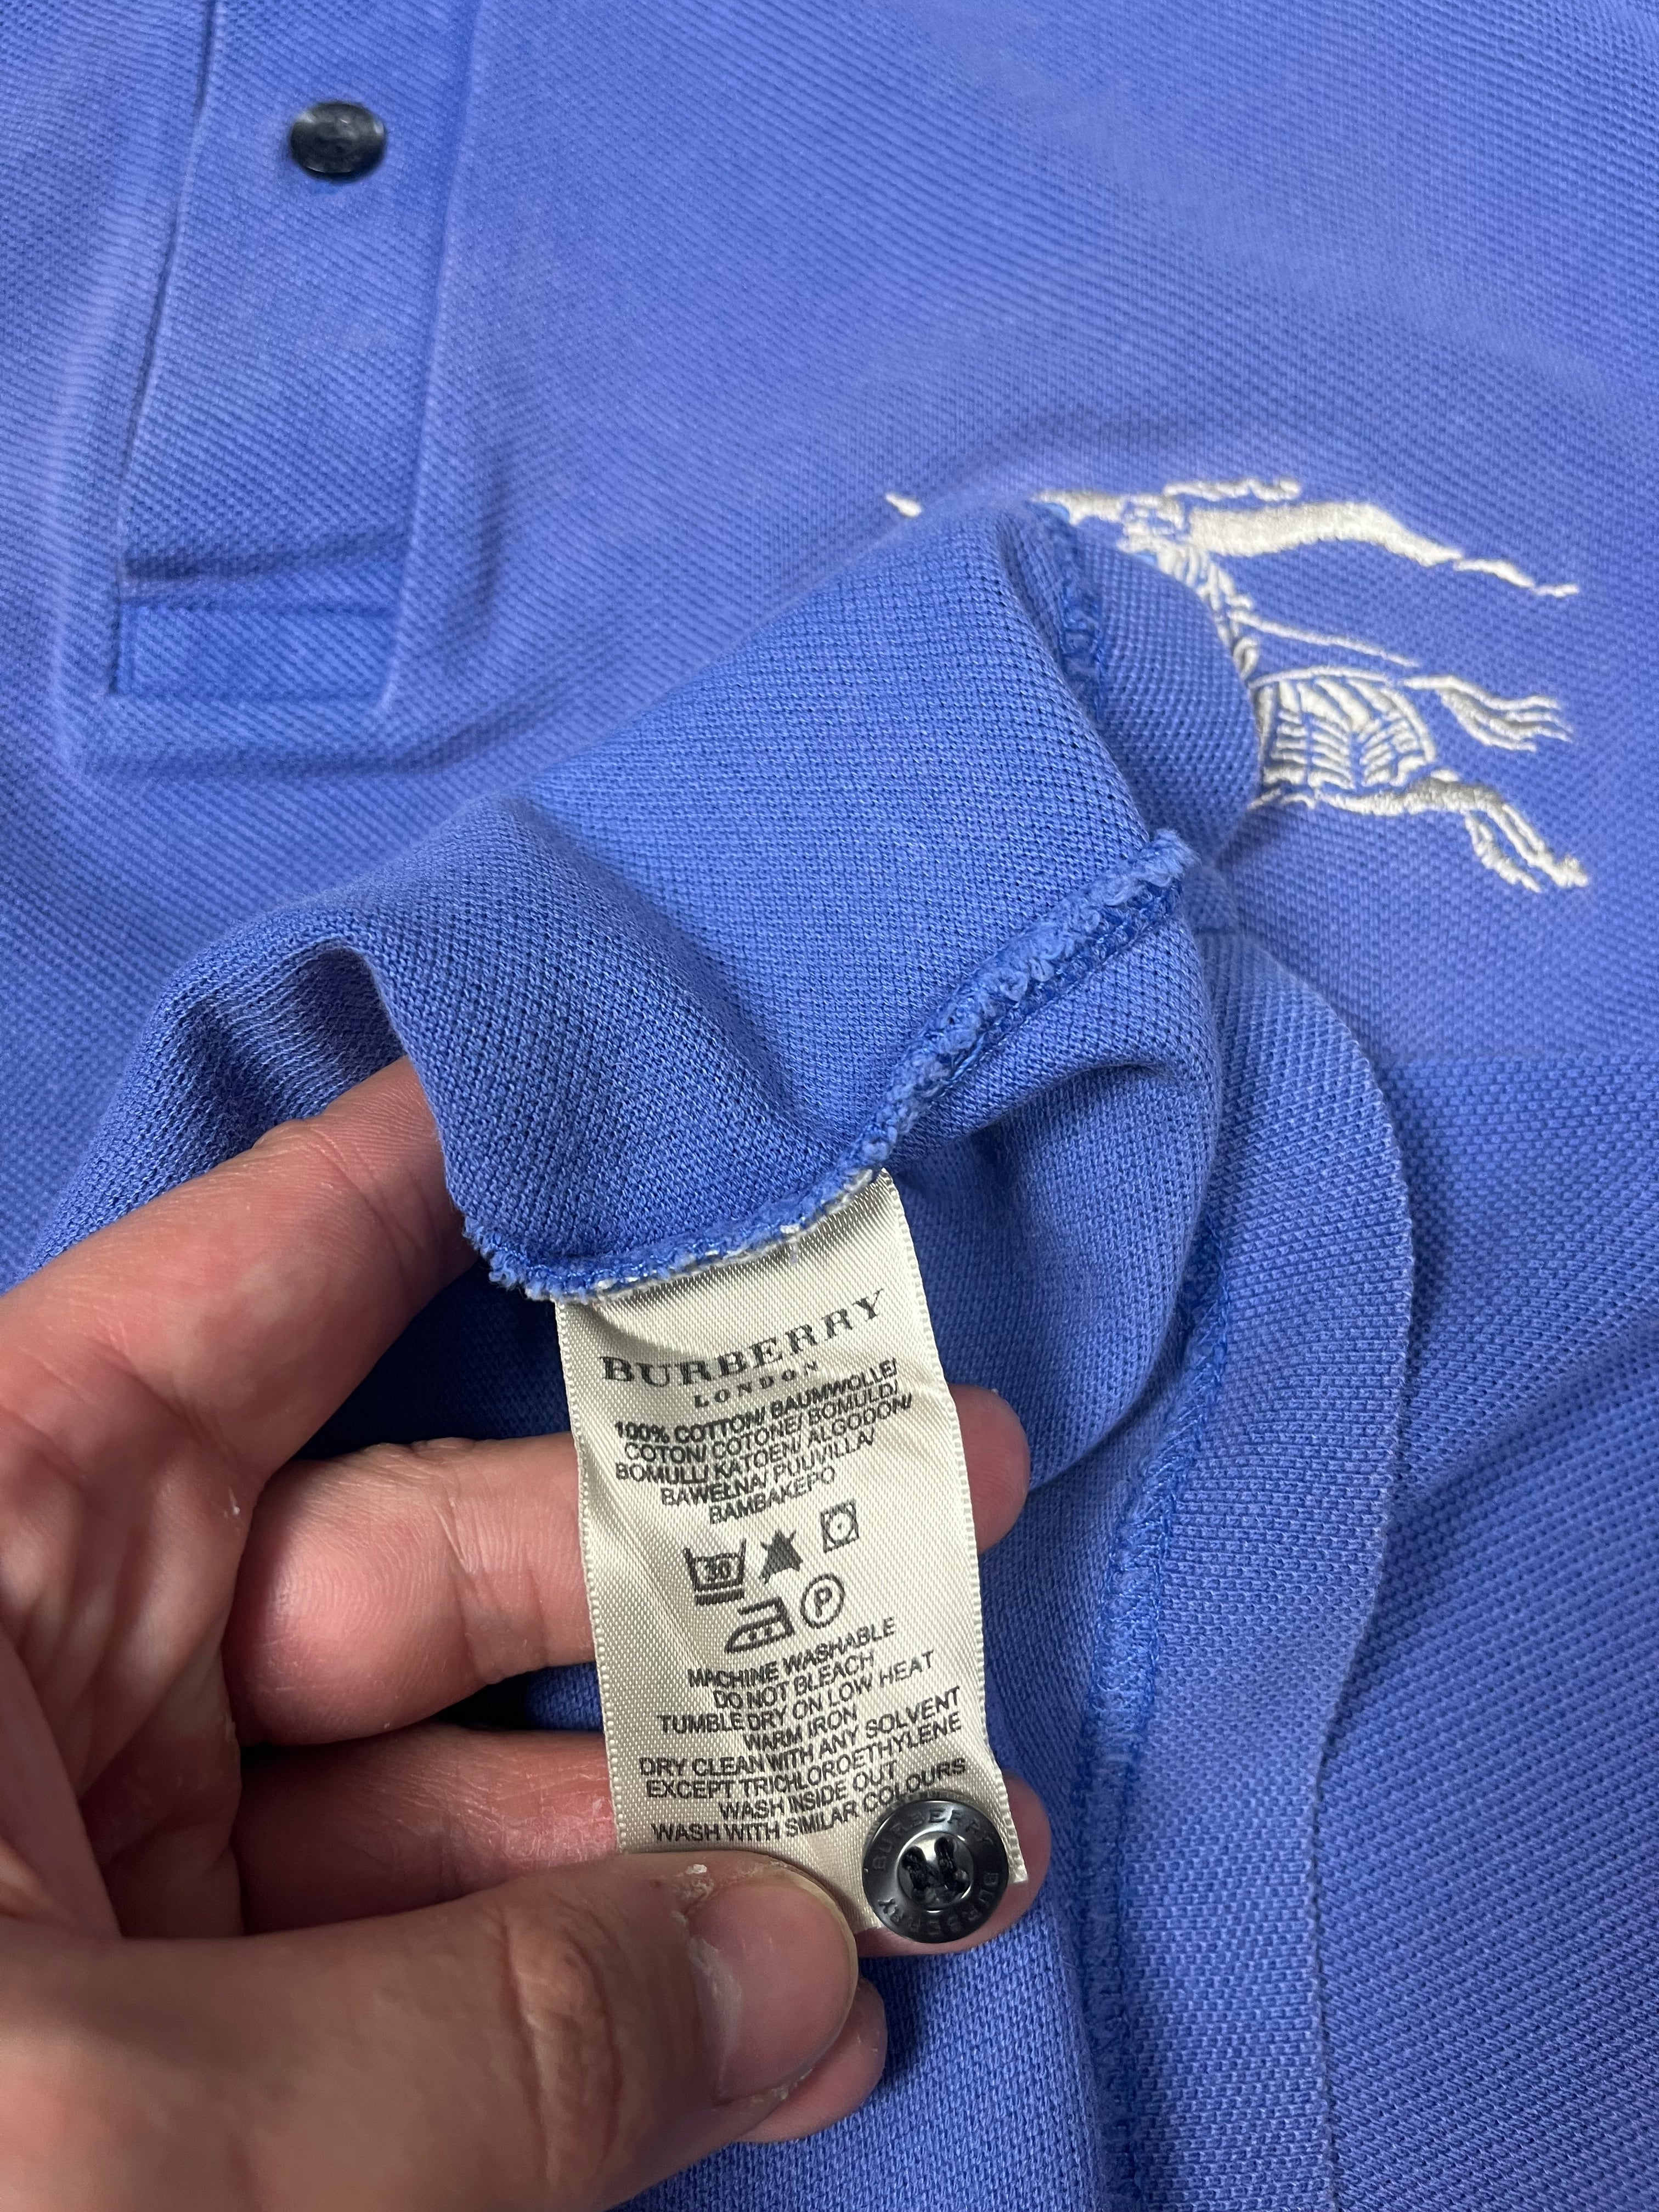 BURBERRY
LONDON
100% COTTON/ BAUMWOLLE/
COTON/ COTONE/ BOMULD/
BOMULL/ KATOEN/ ALGODON/
BAWEŁNA/ PUUVILLA/
BAMBAKEPO
30
P
MACHINE WASHABLE
DO NOT BLEACH
TUMBLE DRY ON LOW HEAT
WARM IRON
DRY CLEAN WITH ANY SOLVENT
EXCEPT TRICHLOROETHYLENE
WASH INSIDE OUT
WASH WITH SIMILAR COLOURS
BURBERRY
BURBERRY